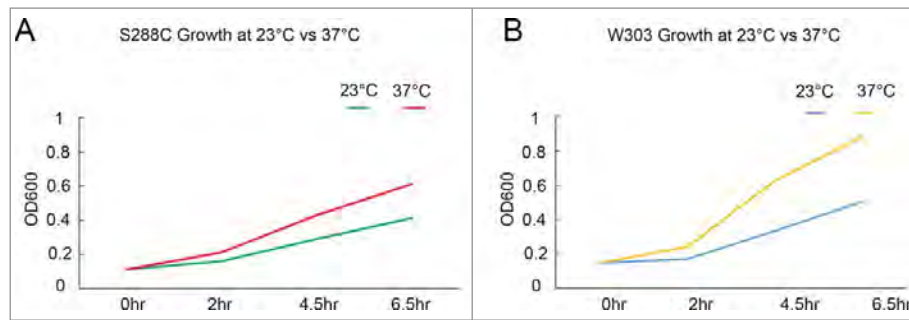 A
S288C Growth at 23°C vs 37°C
23°C 37°C
1
0.8
0.6
0.4
0.2
0
OD600
0hr 2hr 4.5hr 6.5hr
B
W303 Growth at 23°C vs 37°C
23°C 37°C
1
0.8
0.6
0.4
0.2
0
OD600
0hr 2hr 4.5hr 6.5hr